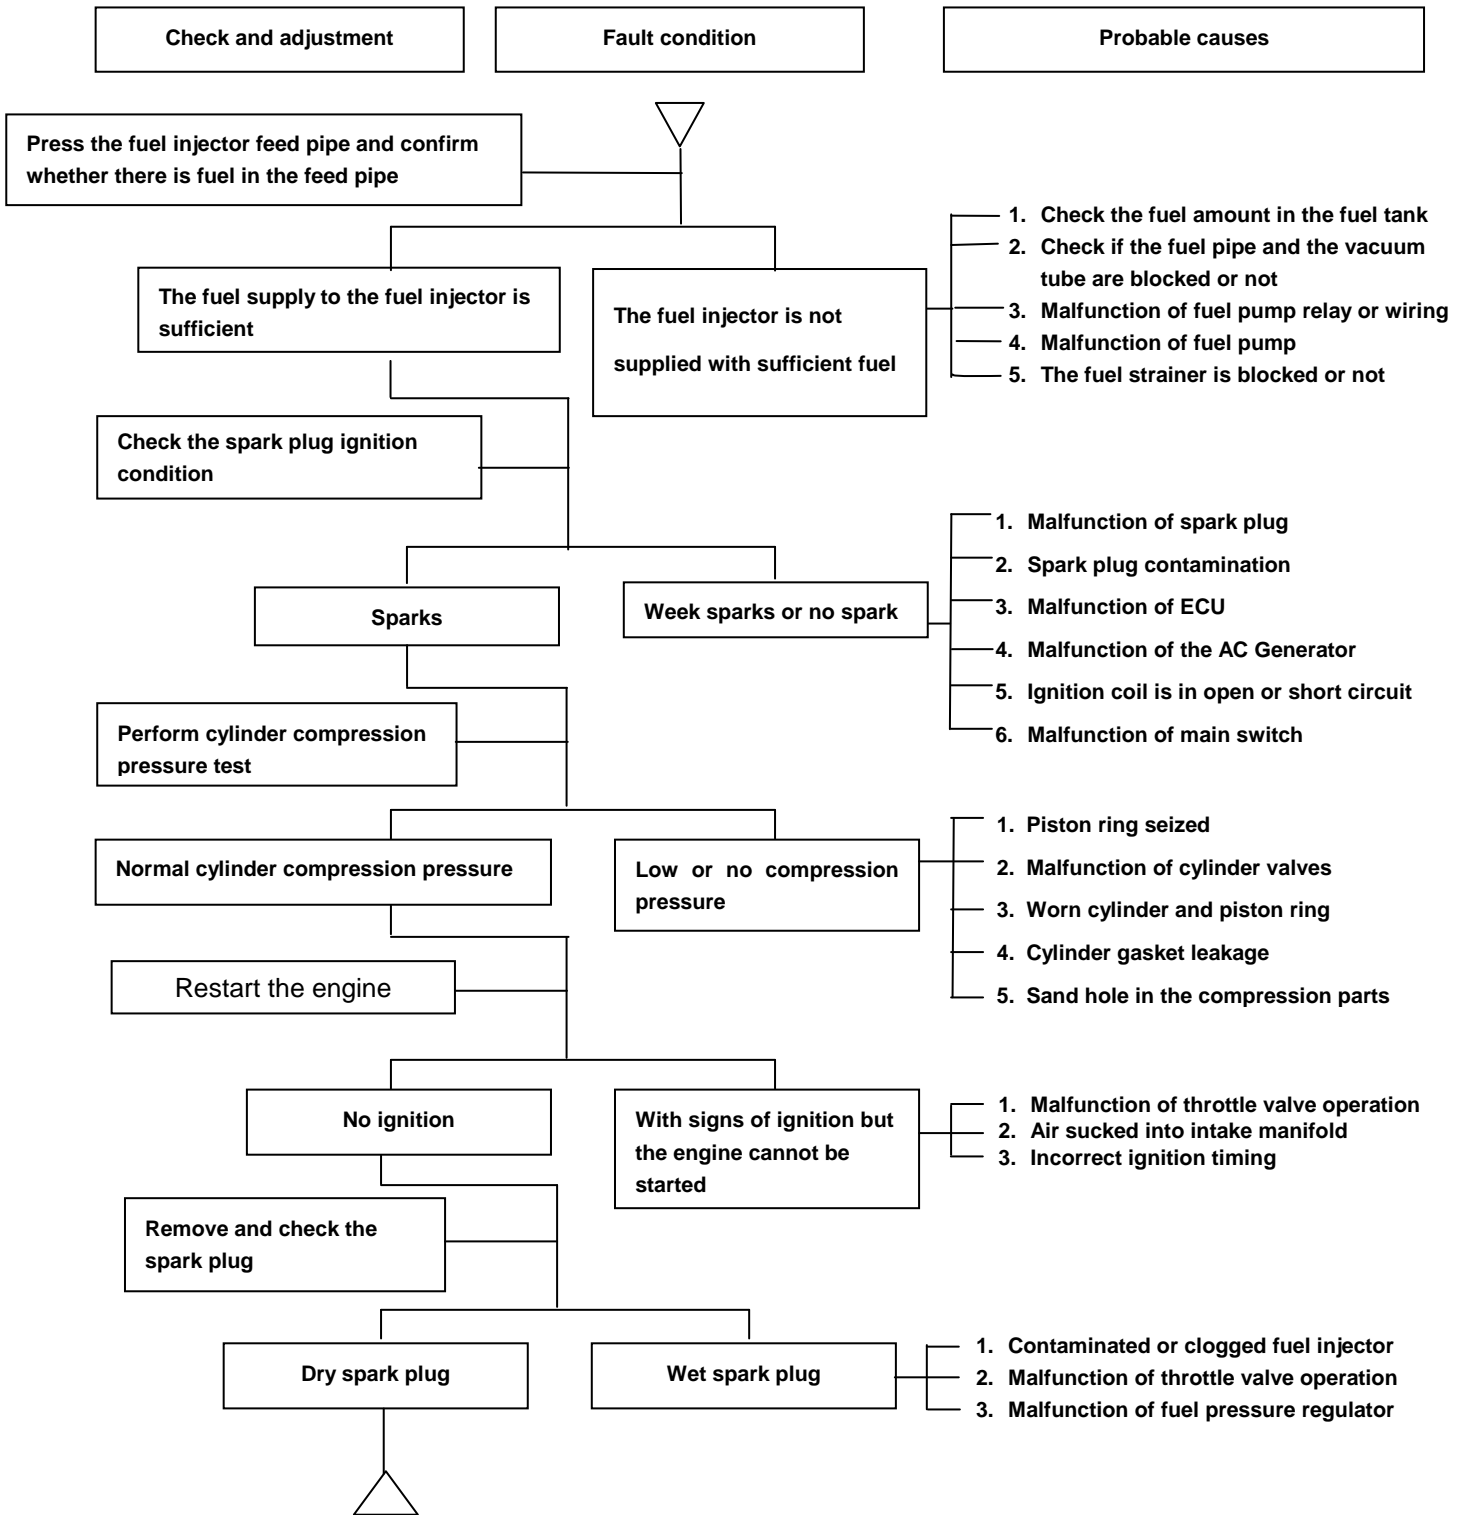 Check and adjustment
Fault condition
Probable causes
Press the fuel injector feed pipe and confirm
whether there is fuel in the feed pipe
The fuel supply to the fuel injector is
sufficient
The fuel injector is not
supplied with sufficient fuel
1. Check the fuel amount in the fuel tank
2. Check if the fuel pipe and the vacuum
tube are blocked or not
3. Malfunction of fuel pump relay or wiring
4. Malfunction of fuel pump
5. The fuel strainer is blocked or not
Check the spark plug ignition
condition
Sparks
Week sparks or no spark
1. Malfunction of spark plug
2. Spark plug contamination
3. Malfunction of ECU
4. Malfunction of the AC Generator
5. Ignition coil is in open or short circuit
6. Malfunction of main switch
Perform cylinder compression
pressure test
Normal cylinder compression pressure
Low or no compression
pressure
1. Piston ring seized
2. Malfunction of cylinder valves
3. Worn cylinder and piston ring
4. Cylinder gasket leakage
5. Sand hole in the compression parts
Restart the engine
No ignition
With signs of ignition but
the engine cannot be
started
1. Malfunction of throttle valve operation
2. Air sucked into intake manifold
3. Incorrect ignition timing
Remove and check the
spark plug
Dry spark plug
Wet spark plug
1. Contaminated or clogged fuel injector
2. Malfunction of throttle valve operation
3. Malfunction of fuel pressure regulator